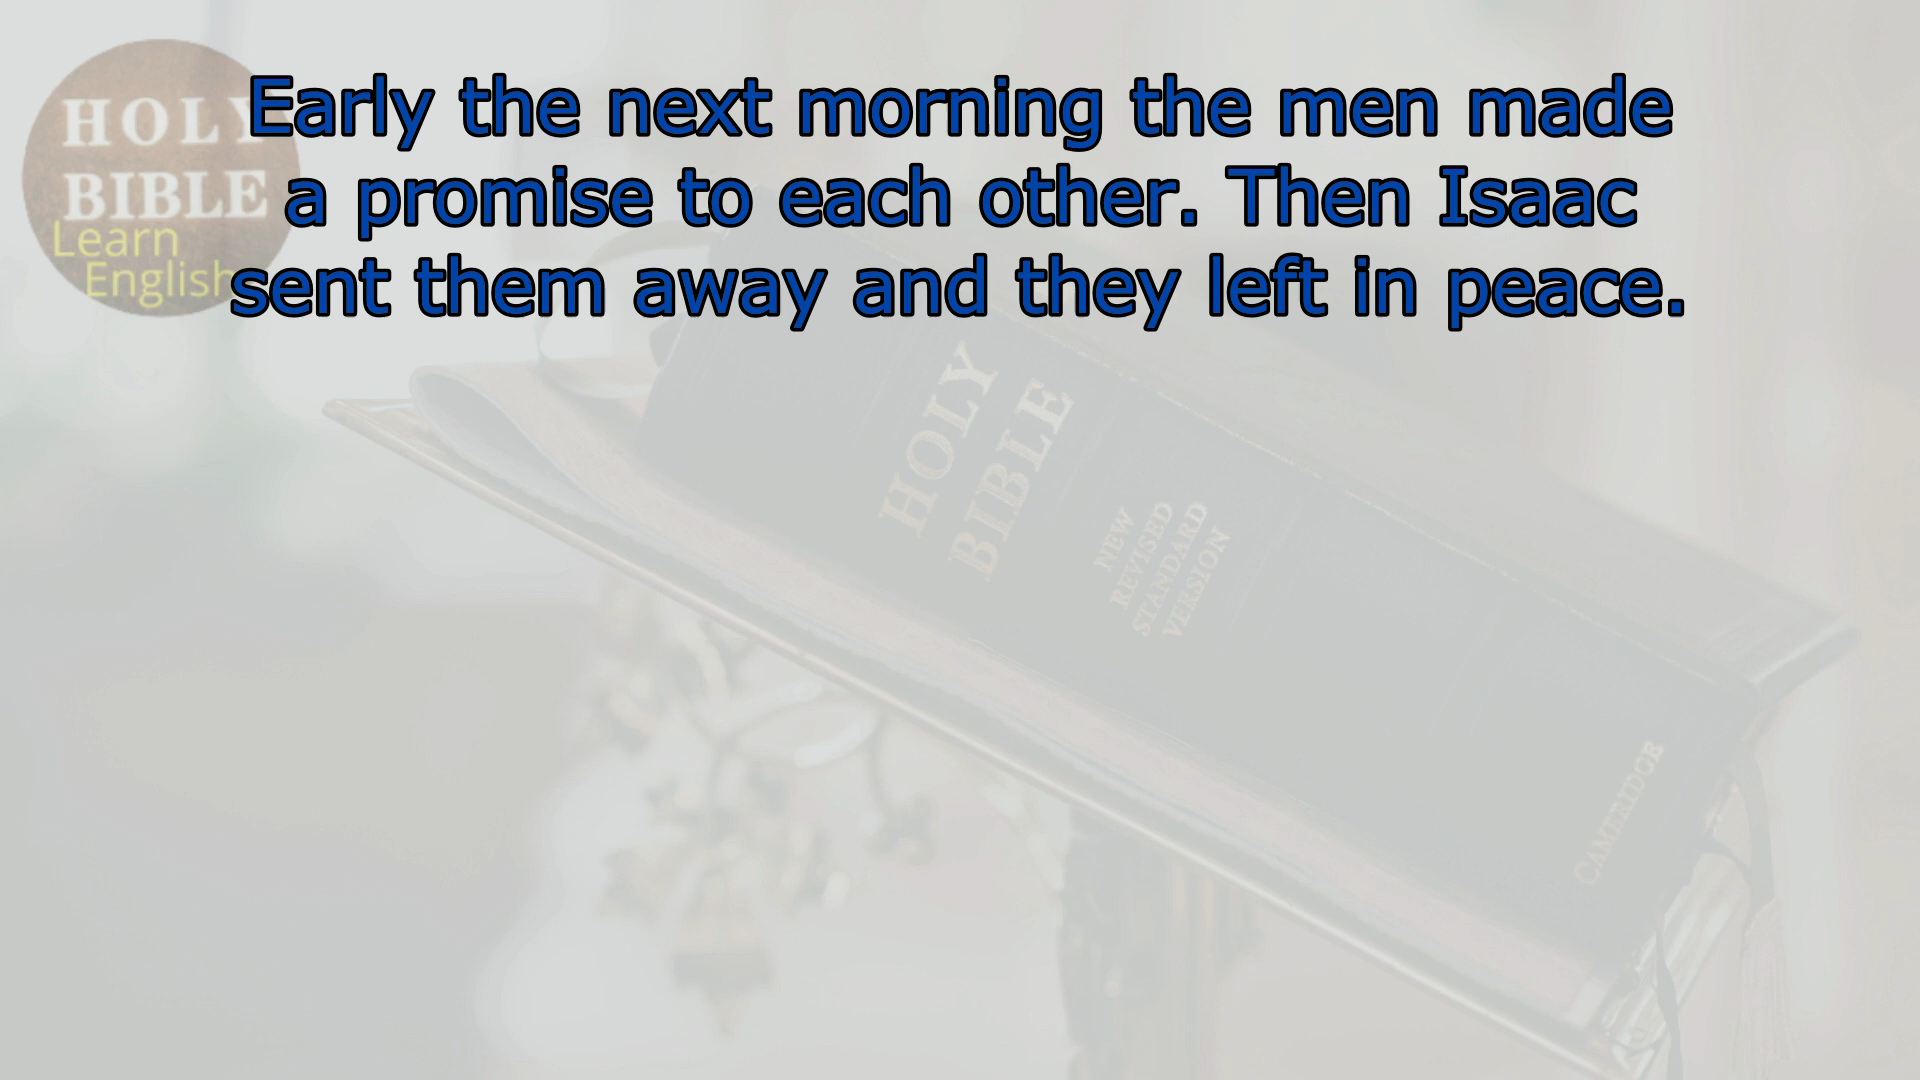 HOLY
BIBLE
Learn
English
Early the next morning the men made
a promise to each other. Then Isaac
sent them away and they left in peace.
HOLY
BIBLE
NEW
REVISED
STANDARD
VERSION
CAMBRIDGE